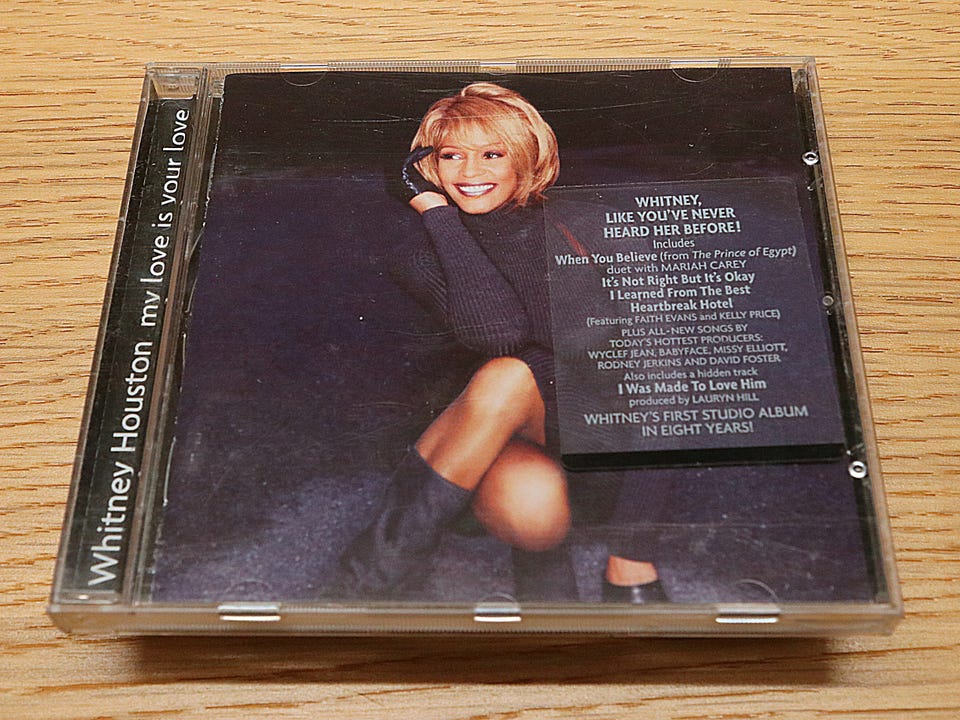 Whitney Houston my love is your love
WHITNEY,
LIKE YOU'VE NEVER
HEARD HER BEFORE!
Includes
When You Believe (from The Prince of Egypt)
duet with MARIAH CAREY
It's Not Right But It's Okay
I Learned From The Best
Heartbreak Hotel
(Featuring FAITH EVANS and KELLY PRICE)
PLUS ALL-NEW SONGS BY
TODAY'S HOTTEST PRODUCERS:
WYCLEF JEAN, BABYFACE, MISSY ELLIOTT,
RODNEY JERKINS AND DAVID FOSTER
Also includes a hidden track
I Was Made To Love Him
produced by LAURYN HILL
WHITNEY'S FIRST STUDIO ALBUM
IN EIGHT YEARS!